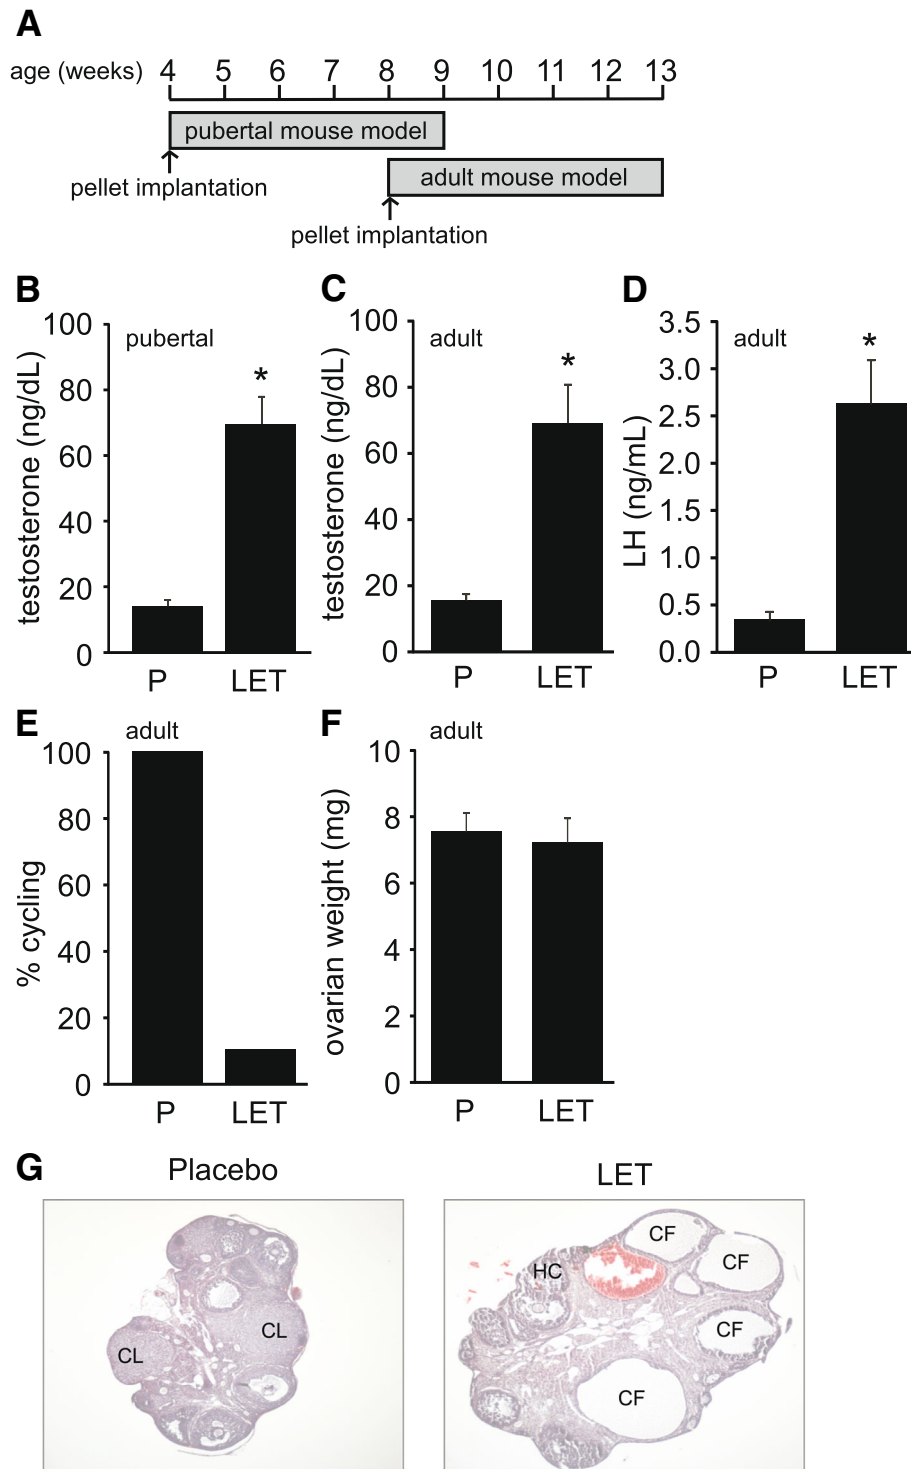 A
age (weeks) 4 5 6 7 8 9 10 11 12 13
pubertal mouse model
pellet implantation
adult mouse model
pellet implantation
B
pubertal
testosterone (ng/dL)
100
80
60
40
20
0
*
P LET
C
adult
testosterone (ng/dL)
100
80
60
40
20
0
*
P LET
D
adult
LH (ng/mL)
3.5
3.0
2.5
2.0
1.5
1.0
0.5
0.0
*
P LET
E
adult
% cycling
100
80
60
40
20
0
P LET
F
adult
ovarian weight (mg)
10
8
6
4
2
0
P LET
G
Placebo
CL
CL
LET
CF
CF
HC
CF
CF